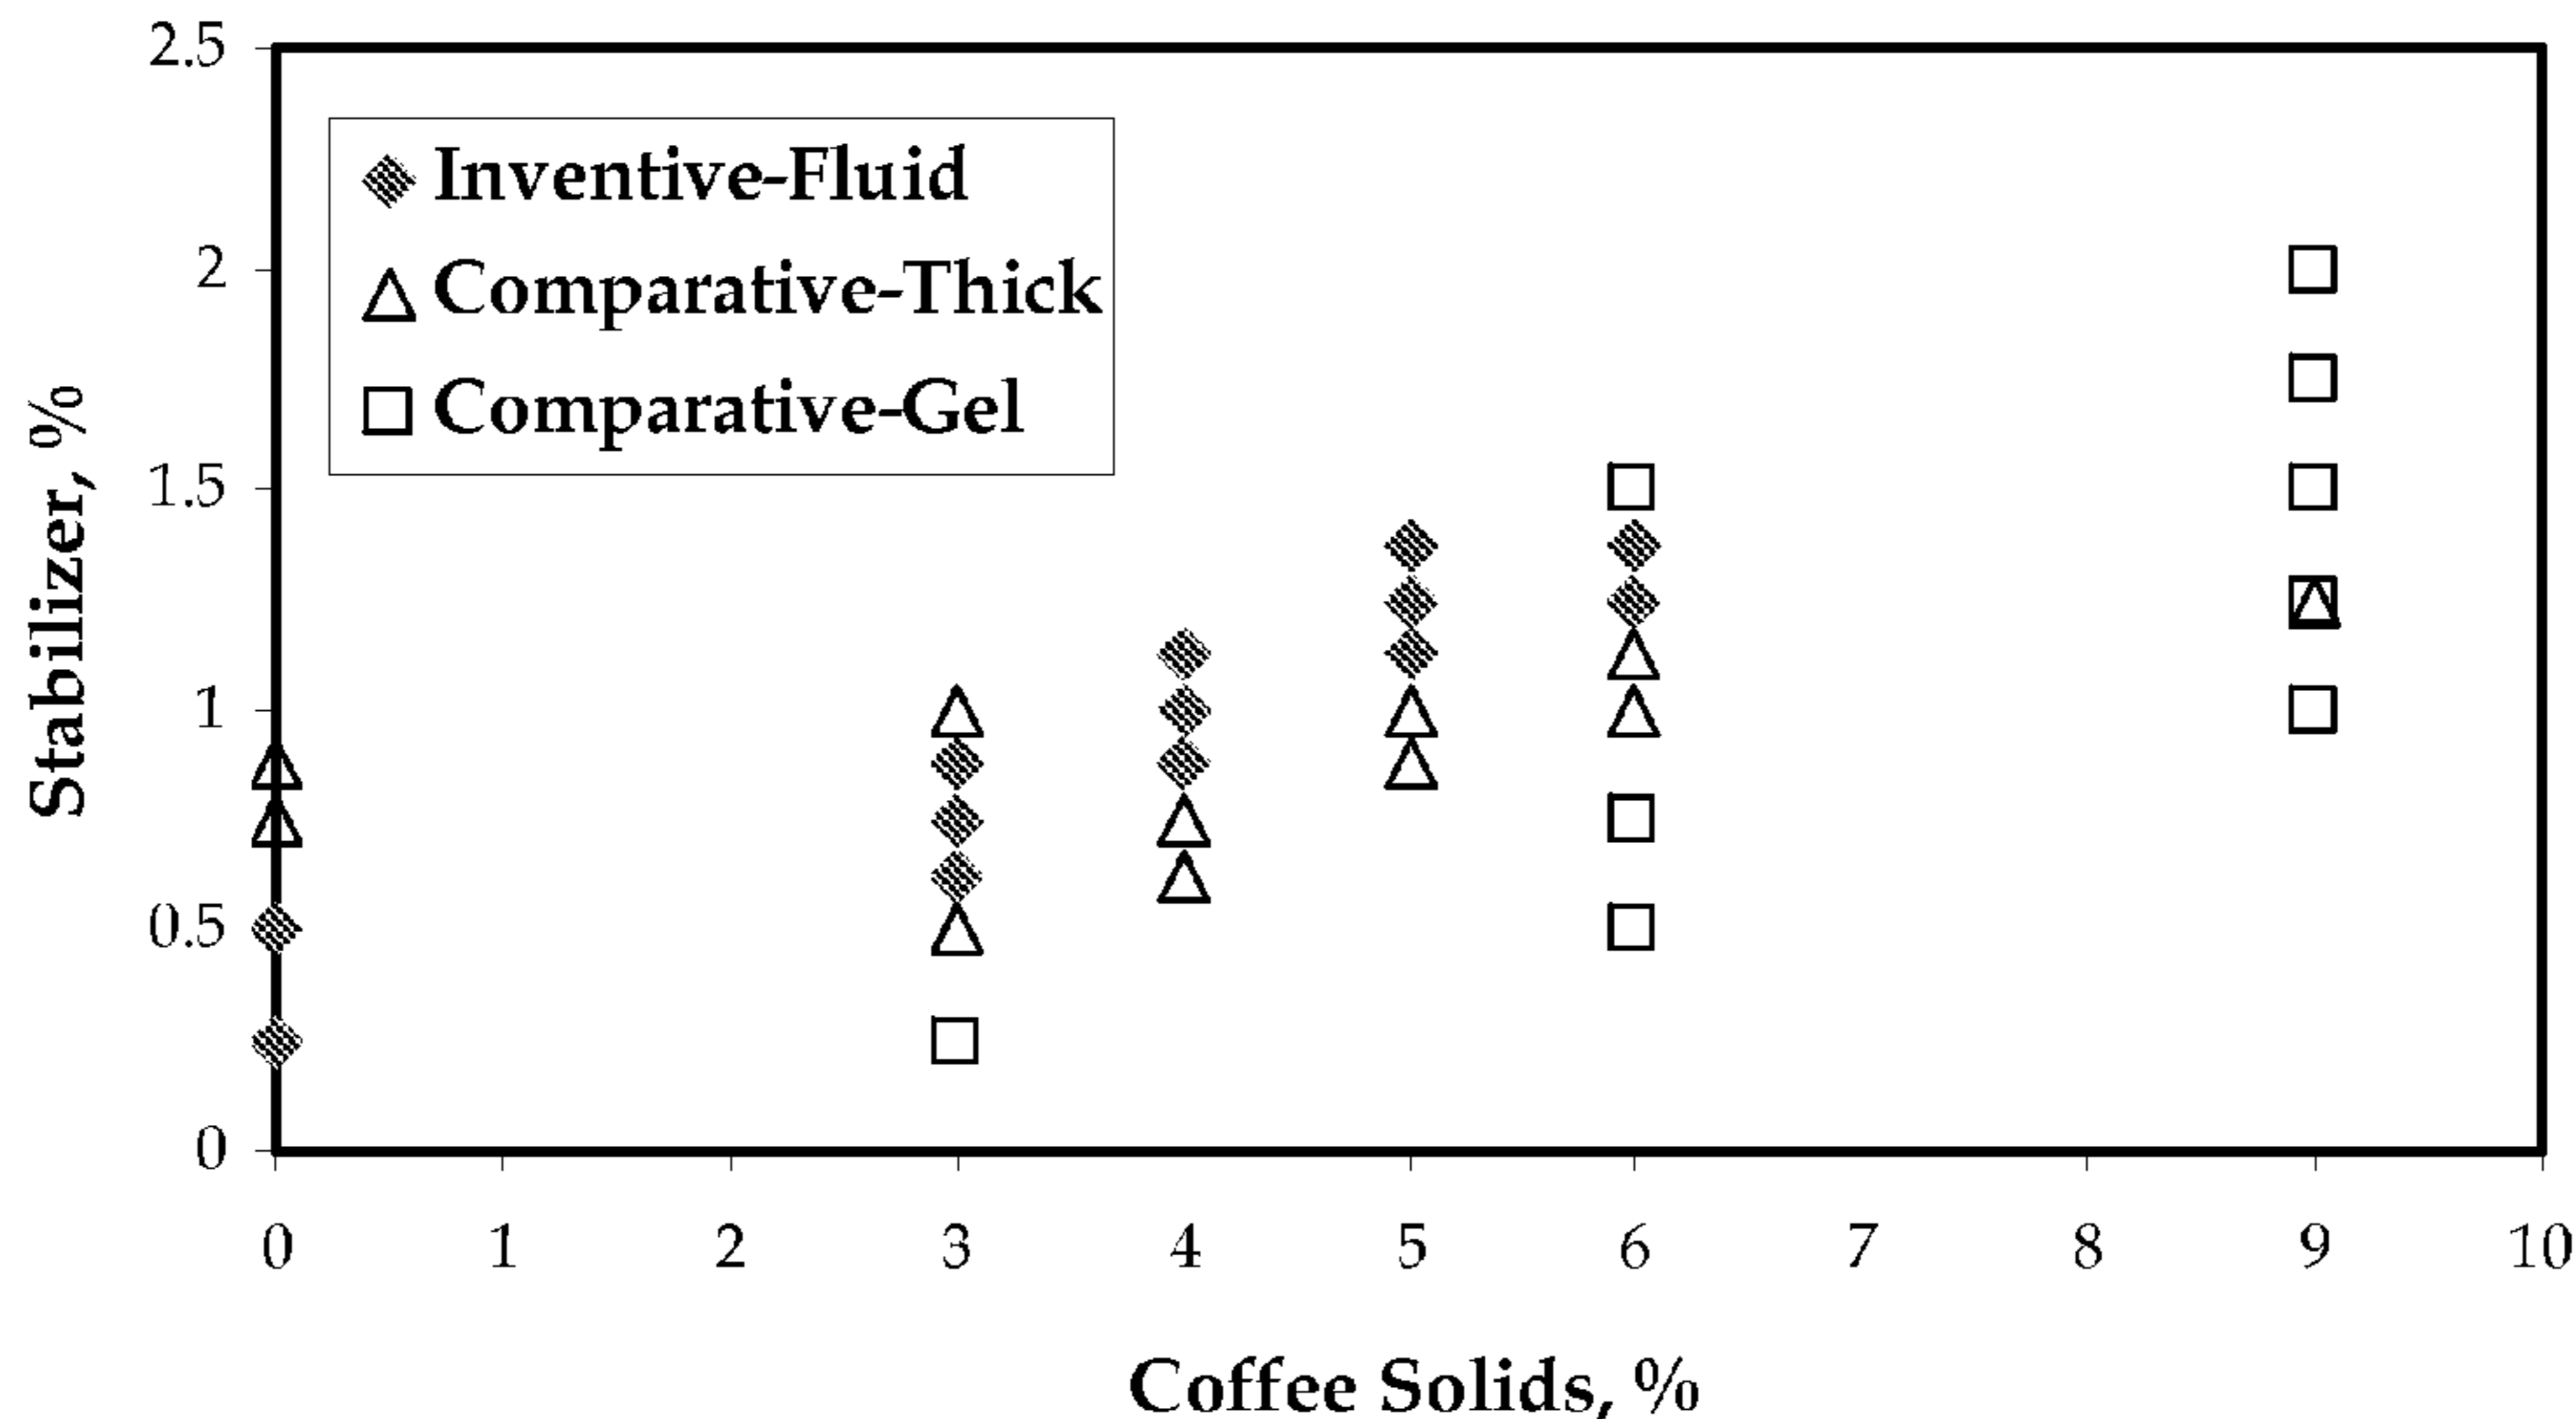 2.5
2
1.5
1
0.5
0
Stabilizer, %
Inventive-Fluid
Comparative-Thick
Comparative-Gel
0 1 2 3 4 5 6 7 8 9 10
Coffee Solids, %